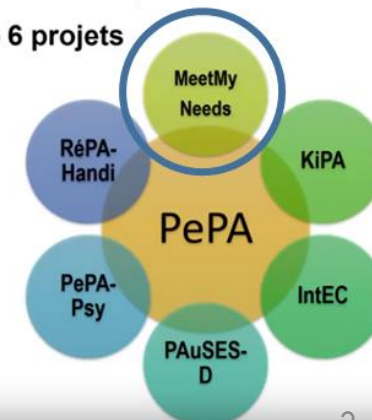 6 projets
MeetMy
Needs
RéPA-
Handi
KiPA
PePA
PePA-
Psy
IntEC
PAuSES-
D